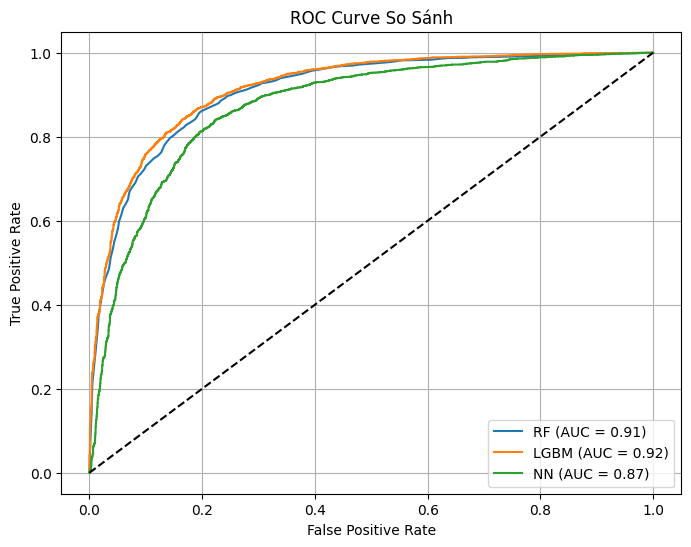 ROC Curve So Sánh
True Positive Rate
1.0
0.8
0.6
0.4
0.2
0.0
0.0 0.2 0.4 0.6 0.8 1.0
False Positive Rate
RF (AUC = 0.91)
LGBM (AUC = 0.92)
NN (AUC = 0.87)